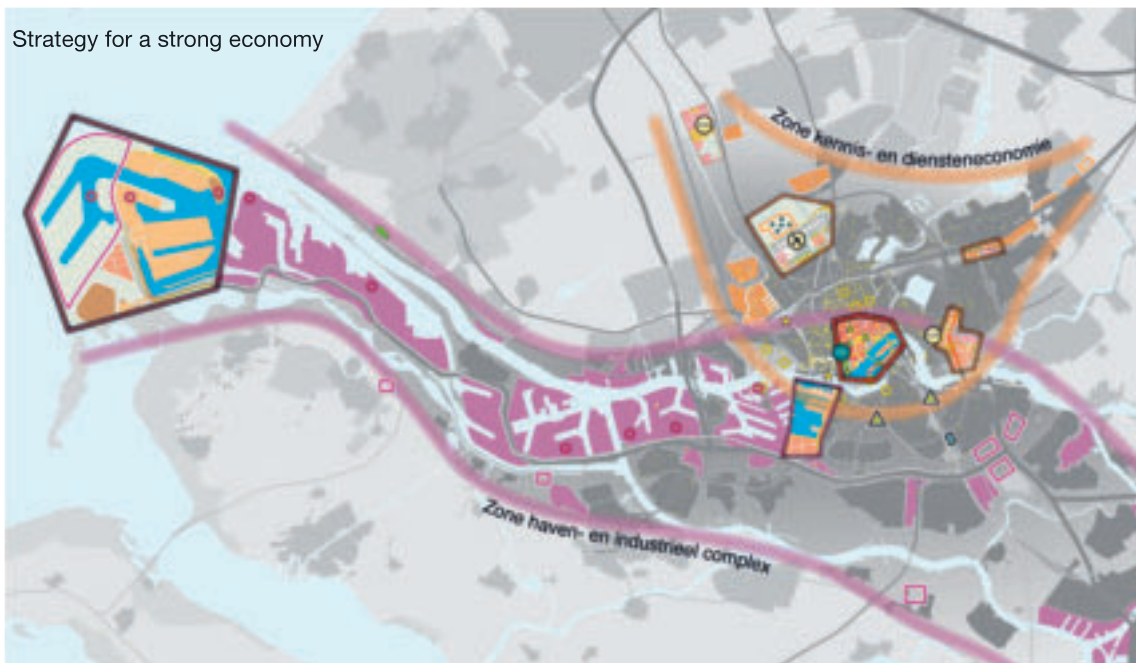 Strategy for a strong economy
Zone kennis- en diensteneconomie
Zone haven- en industrieel complex